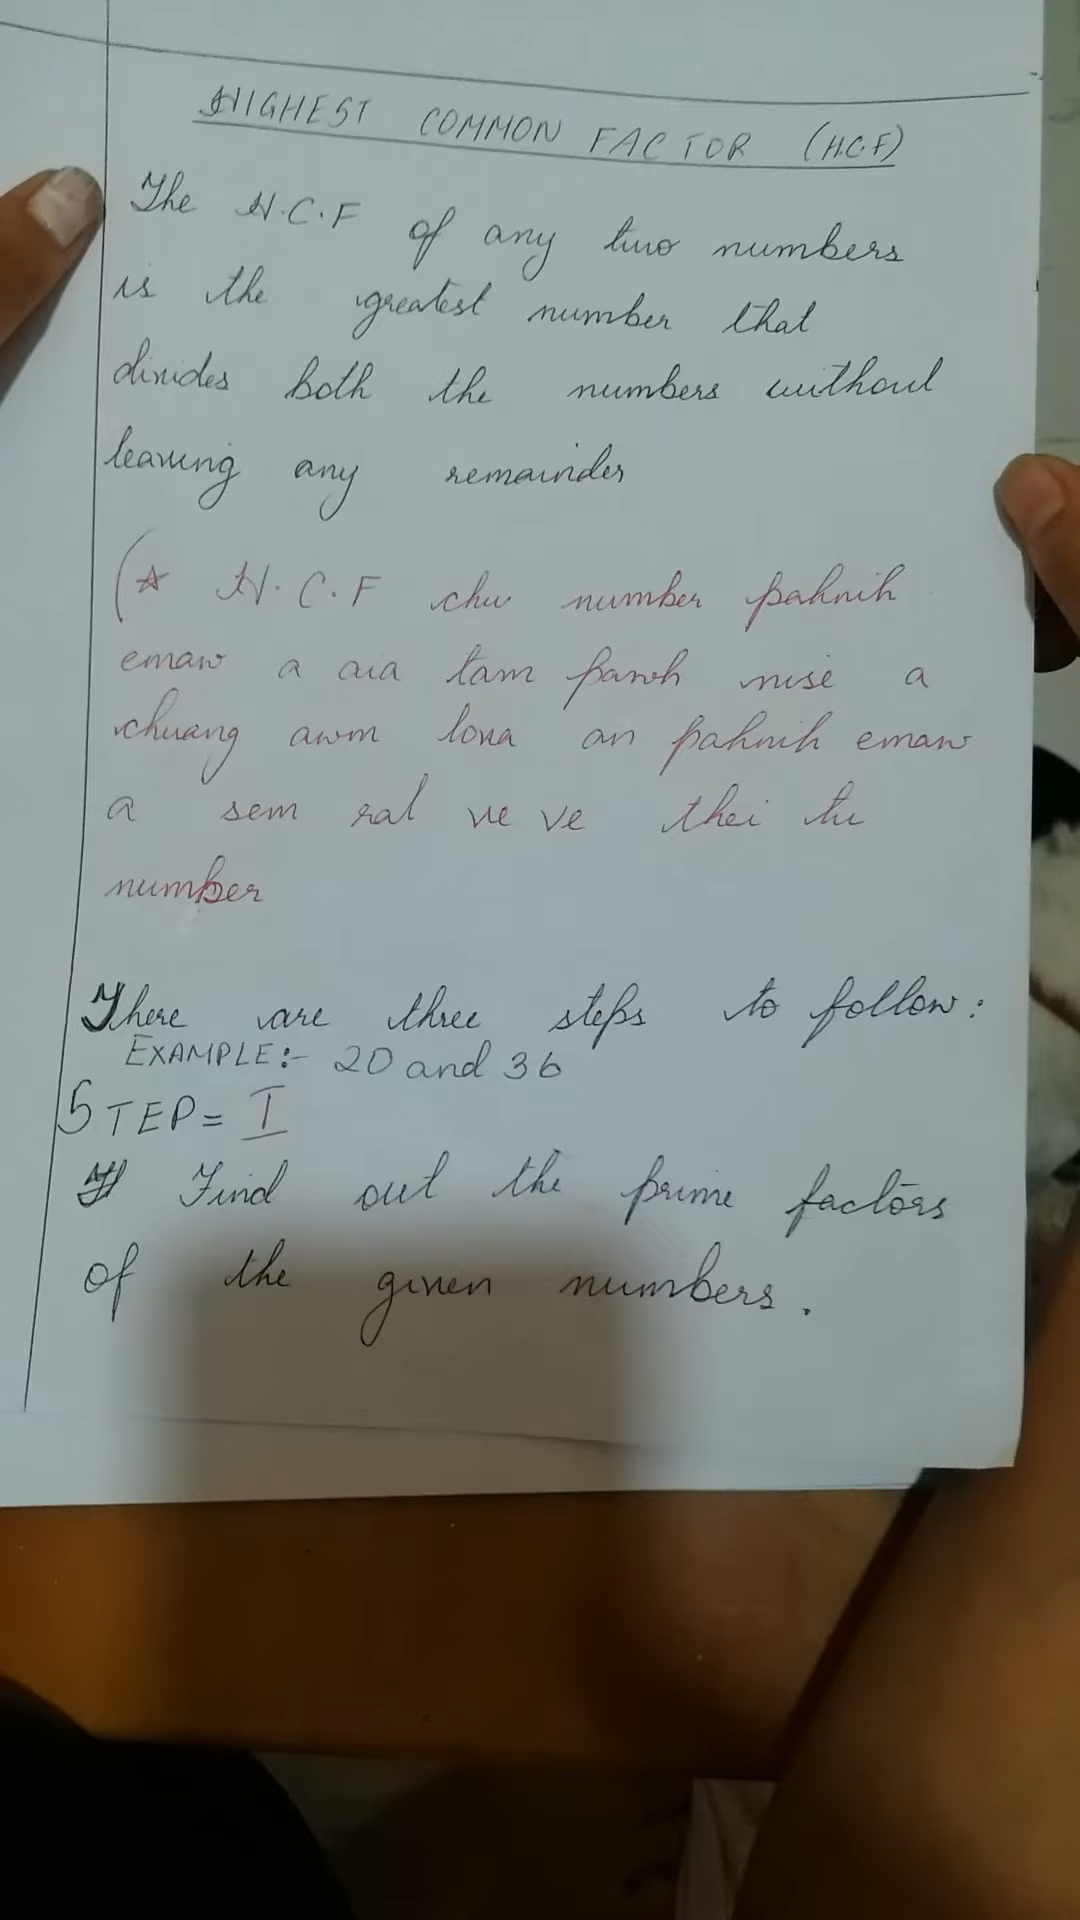 HIGHEST COMMON FACTOR (H.C.F)
The H.C.F of any two numbers
is the greatest number that
divides both the numbers without
leaving any remainder
(☆ H.C.F chu number pahnih
emaw a aia tam pawh nise a
chuang awm lova an pahnih emaw
a sem ral ve ve thei tu
number
There are three steps to follow:
EXAMPLE:- 20 and 36
STEP = I
Find out the prime factors
of the given numbers.